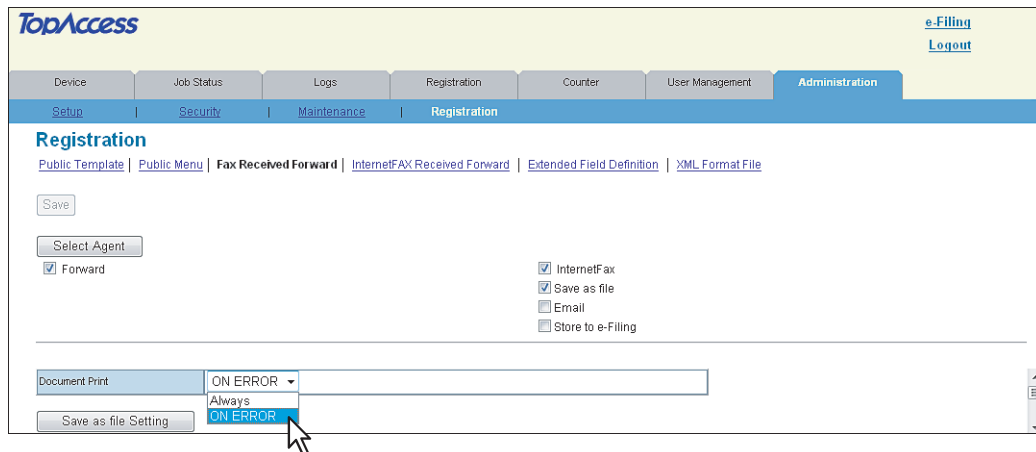 TopAccess
e-Filing
Logout
Device Job Status Logs Registration Counter User Management Administration
Setup | Security | Maintenance | Registration
Registration
Public Template | Public Menu | Fax Received Forward | InternetFAX Received Forward | Extended Field Definition | XML Format File
Save
Select Agent
Forward InternetFax
Save as file
Email
Store to e-Filing
Document Print ON ERROR
Always
ON ERROR
Save as file Setting